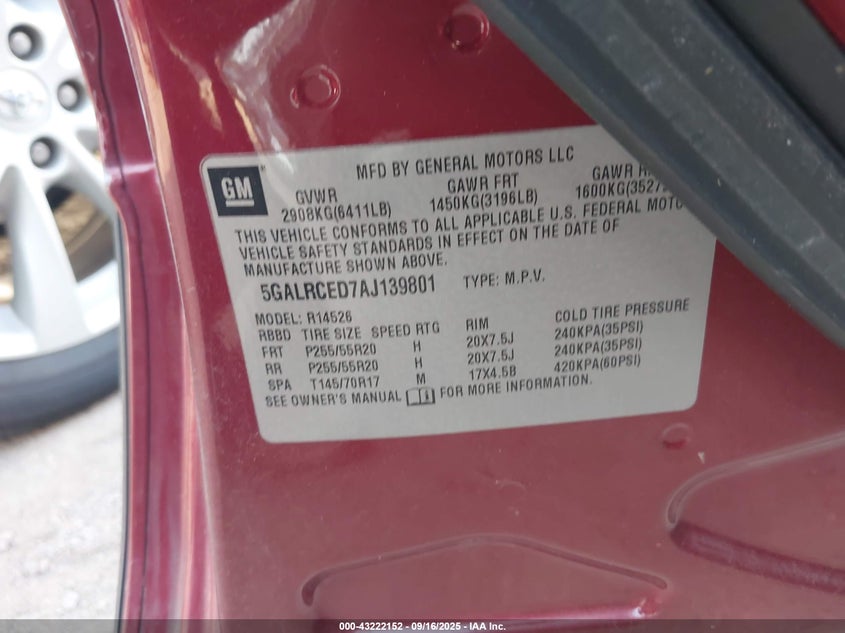 GM
MFD BY GENERAL MOTORS LLC
GVWR GAWR FRT GAWR
2908KG(6411LB) 1450KG(3196LB) 1600KG(3527
THIS VEHICLE CONFORMS TO ALL APPLICABLE U.S. FEDERAL MOTO
VEHICLE SAFETY STANDARDS IN EFFECT ON THE DATE OF
MANUFACTURE SHOWN ABOVE.
5GALRCED7AJ139801 TYPE: M.P.V.
MODEL: R14526
RBBD TIRE SIZE SPEED RTG RIM COLD TIRE PRESSURE
FRT P255/55R20 H 20X7.5J 240KPA(35PSI)
RR P255/55R20 H 20X7.5J 240KPA(35PSI)
SPA T145/70R17 M 17X4.5B 420KPA(60PSI)
SEE OWNER'S MANUAL FOR MORE INFORMATION.
000-43222152 - 09/16/2025 - IAA Inc.